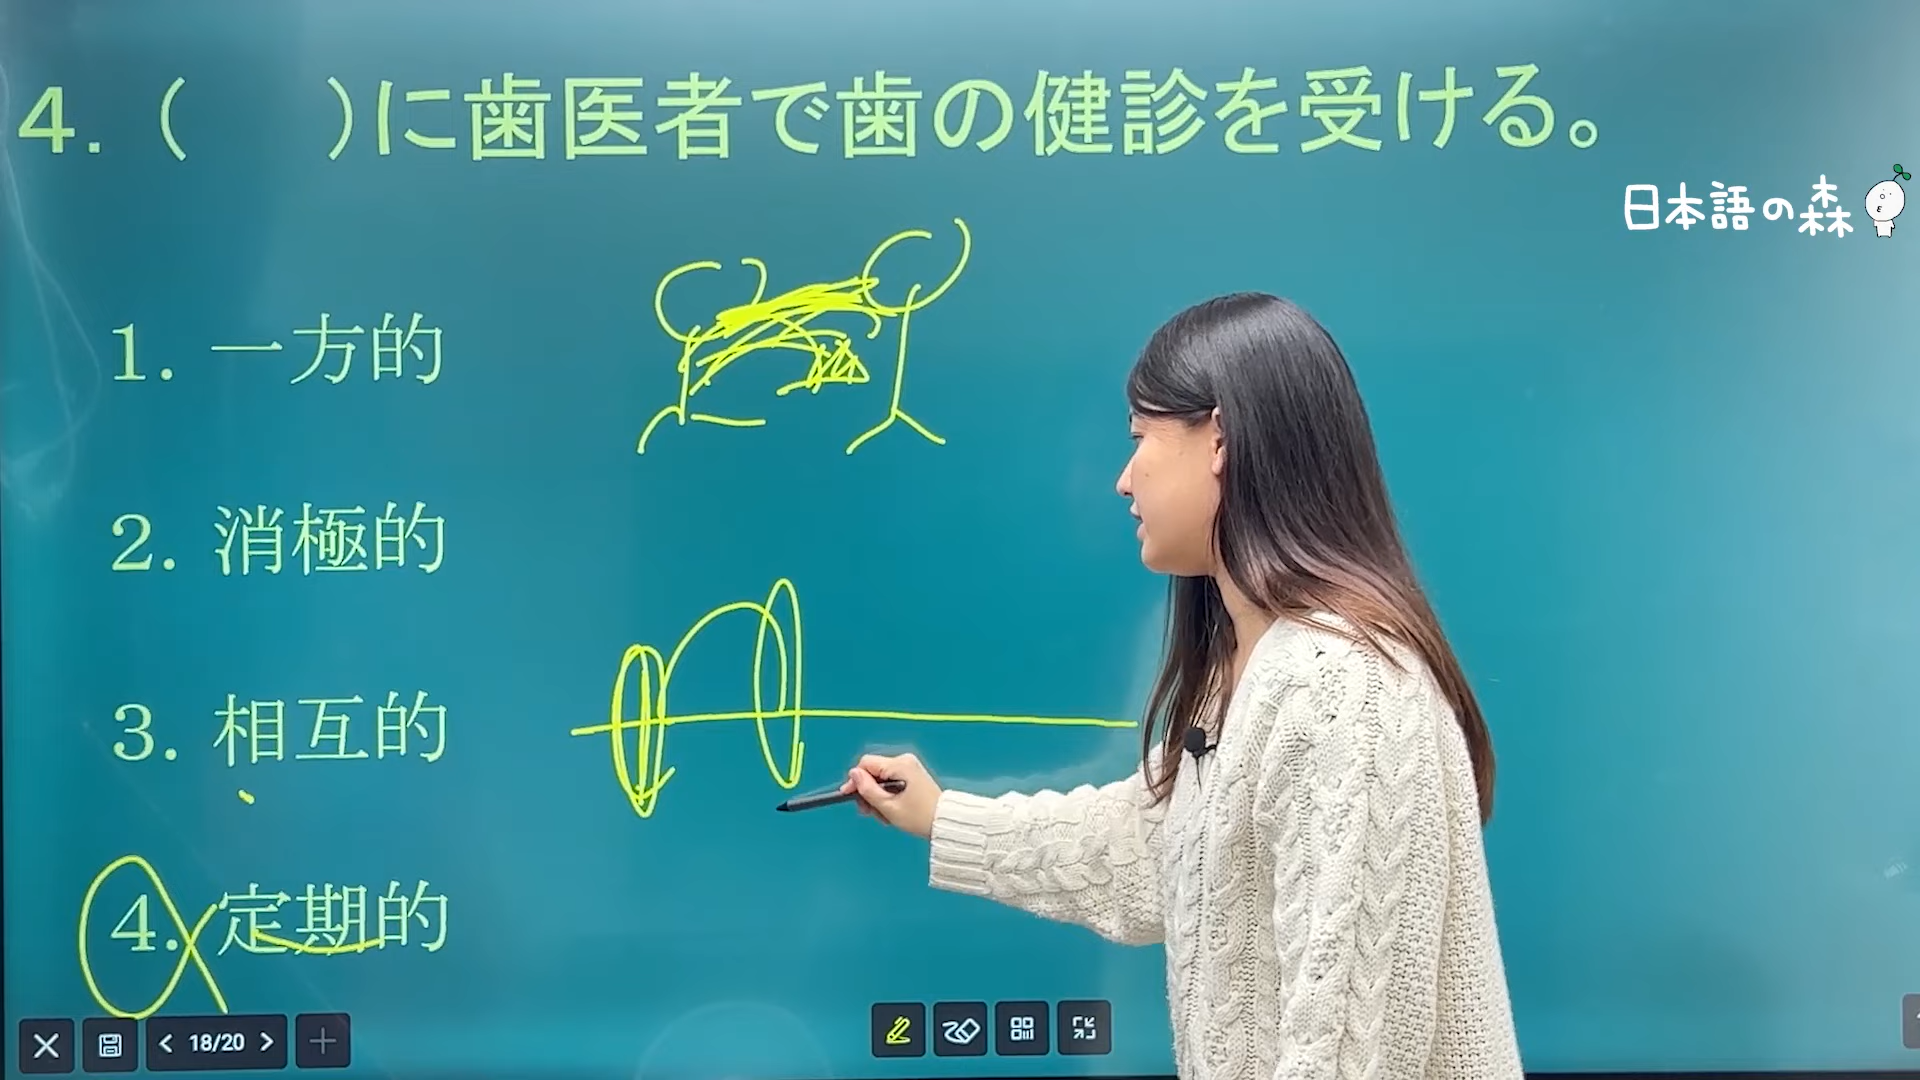 4. (　　)に歯医者で歯の健診を受ける。
日本語の森
1. 一方的
2. 消極的
3. 相互的
4. 定期的
18/20